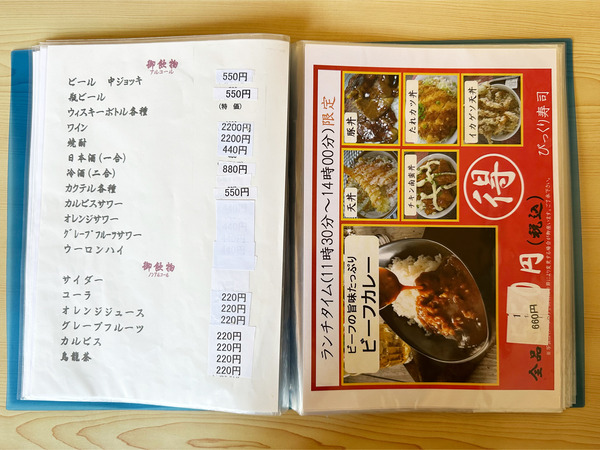 御飲物
アルコール
ビール 中ジョッキ 550円
瓶ビール 550円
ウィスキーボトル各種 (特価)
ワイン 2200円
焼酎 2200円
日本酒(一合) 440円
冷酒(二合) 880円
カクテル各種 550円
カルピスサワー
オレンジサワー
グレープフルーツサワー
ウーロンハイ
御飲物
ノンアルコール
サイダー 220円
コーラ 220円
オレンジジュース 220円
グレープフルーツ 220円
カルピス 220円
烏龍茶 220円
ランチタイム(11時30分~14時00分)限定
豚丼
たれカツ丼
イカゲソ天丼
天丼
チキン南蛮丼
ビーフの旨味たっぷり
ビーフカレー
得
びっくり寿司
全品
円(税込)
660円